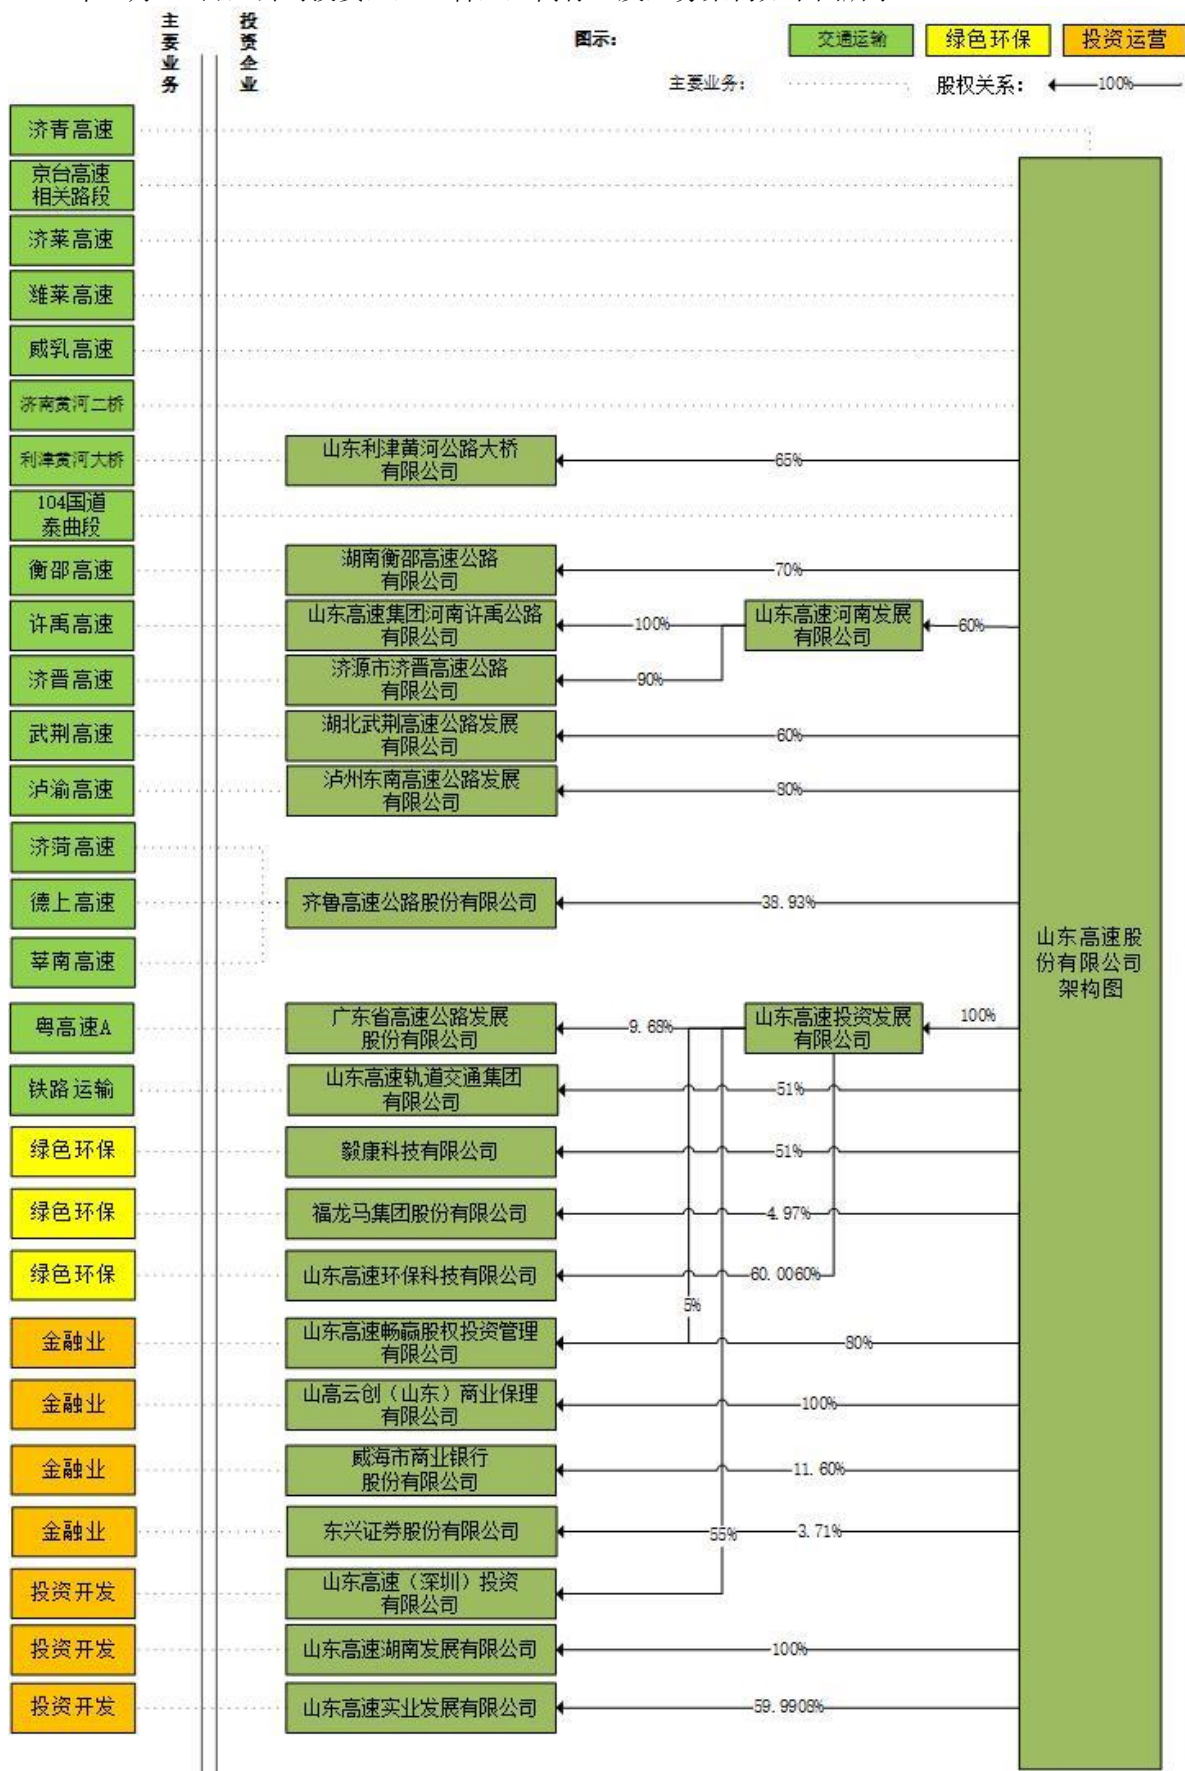 主要业务
投资企业
图示：
交通运输
绿色环保
投资运营
主要业务：
股权关系：
100%
济青高速
京台高速
相关路段
济莱高速
潍莱高速
威乳高速
济南黄河二桥
利津黄河大桥
山东利津黄河公路大桥
有限公司
65%
104国道
泰曲段
衡邵高速
湖南衡邵高速公路
有限公司
70%
许禹高速
山东高速集团河南许禹公路
有限公司
100%
山东高速河南发展
有限公司
60%
济晋高速
济源市济晋高速公路
有限公司
90%
武荆高速
湖北武荆高速公路发展
有限公司
60%
泸渝高速
泸州东南高速公路发展
有限公司
80%
济菏高速
德上高速
齐鲁高速公路股份有限公司
38.93%
莘南高速
山东高速股
份有限公司
架构图
粤高速A
广东省高速公路发展
股份有限公司
9.68%
山东高速投资发展
有限公司
100%
铁路运输
山东高速轨道交通集团
有限公司
51%
绿色环保
毅康科技有限公司
51%
绿色环保
福龙马集团股份有限公司
4.97%
绿色环保
山东高速环保科技有限公司
60.0060%
5%
金融业
山东高速畅赢股权投资管理
有限公司
80%
金融业
山高云创（山东）商业保理
有限公司
100%
金融业
威海市商业银行
股份有限公司
11.60%
金融业
东兴证券股份有限公司
55%
3.71%
投资开发
山东高速（深圳）投资
有限公司
投资开发
山东高速湖南发展有限公司
100%
投资开发
山东高速实业发展有限公司
59.9908%